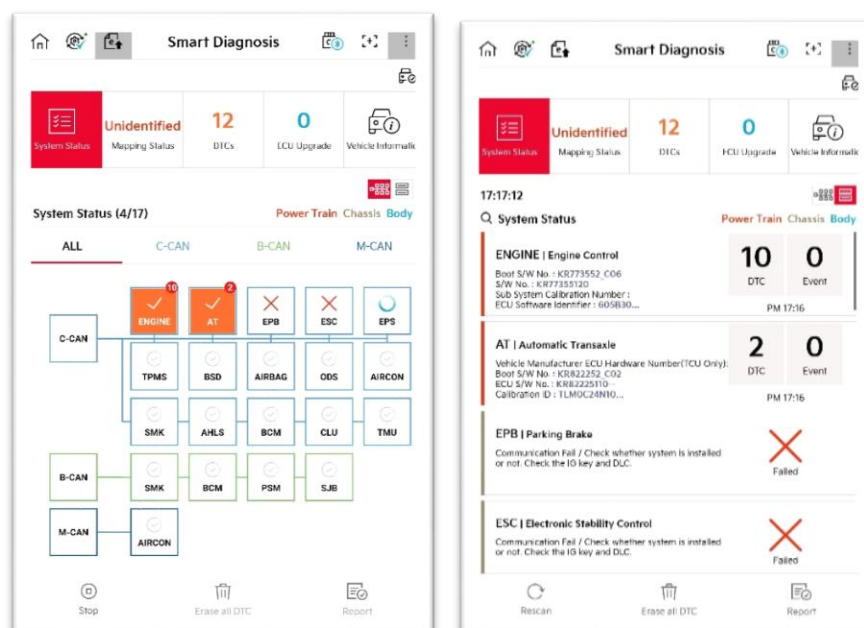 Smart Diagnosis
System Status
Unidentified
Mapping Status
12
DTCs
0
ECU Upgrade
Vehicle Informatic
System Status (4/17)
Power Train Chassis Body
ALL
C-CAN
B-CAN
M-CAN
C-CAN
10
ENGINE
2
AT
EPB
ESC
EPS
TPMS
BSD
AIRBAG
ODS
AIRCON
SMK
AHLS
BCM
CLU
TMU
B-CAN
SMK
BCM
PSM
SJB
M-CAN
AIRCON
Stop
Erase all DTC
Report
Smart Diagnosis
System Status
Unidentified
Mapping Status
12
DTCs
0
ECU Upgrade
Vehicle Informatic
17:17:12
System Status
Power Train Chassis Body
ENGINE | Engine Control
Boot S/W No. : KR773552_C06
S/W No. : KR77355120
Sub System Calibration Number :
ECU Software Identifier : 605B30...
10
DTC
0
Event
PM 17:16
AT | Automatic Transaxle
Vehicle Manufacturer ECU Hardware Number(TCU Only):
Boot S/W No. : KR822252_C02
ECU S/W No. : KR82225110--
Calibration ID : TLM0C24N10...
2
DTC
0
Event
PM 17:16
EPB | Parking Brake
Communication Fail / Check whether system is installed
or not. Check the IG key and DLC.
Failed
ESC | Electronic Stability Control
Communication Fail / Check whether system is installed
or not. Check the IG key and DLC.
Failed
Rescan
Erase all DTC
Report